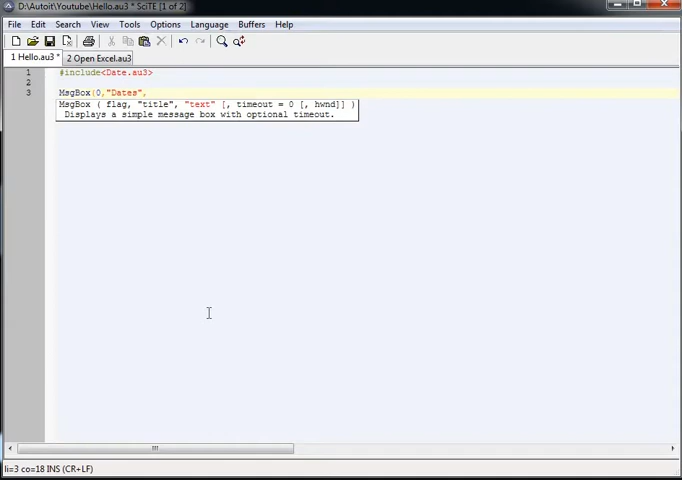 D:\Autoit\Youtube\Hello.au3 * SciTE [1 of 2]
File Edit Search View Tools Options Language Buffers Help
1 Hello.au3 * 2 Open Excel.au3
1 #include<Date.au3>
2
3 MsgBox(0,"Dates",
MsgBox ( flag, "title", "text" [, timeout = 0 [, hwnd]] )
Displays a simple message box with optional timeout.
li=3 co=18 INS (CR+LF)